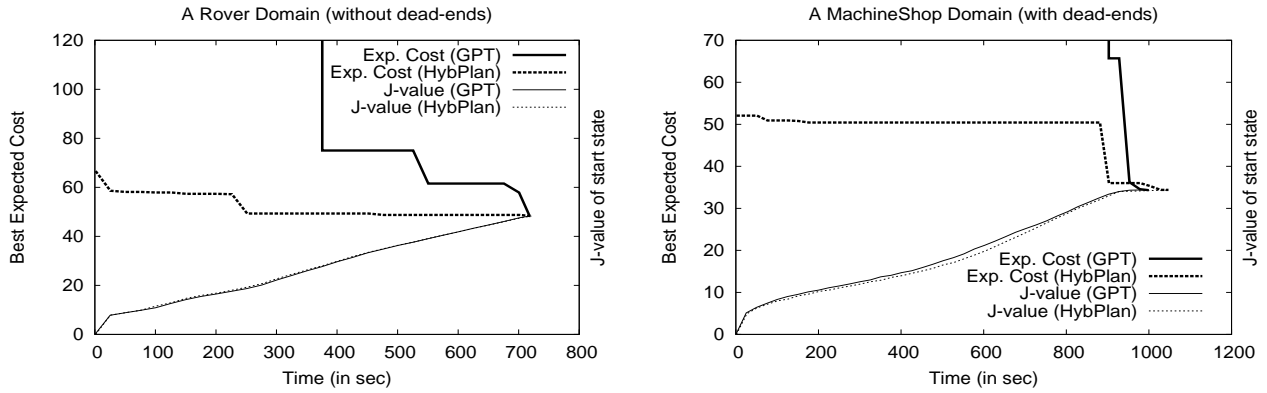 A Rover Domain (without dead-ends)
120
100
80
60
40
20
0
Best Expected Cost
Exp. Cost (GPT)
Exp. Cost (HybPlan)
J-value (GPT)
J-value (HybPlan)
J-value of start state
0 100 200 300 400 500 600 700 800
Time (in sec)
A MachineShop Domain (with dead-ends)
70
60
50
40
30
20
10
0
Best Expected Cost
Exp. Cost (GPT)
Exp. Cost (HybPlan)
J-value (GPT)
J-value (HybPlan)
J-value of start state
0 200 400 600 800 1000 1200
Time (in sec)